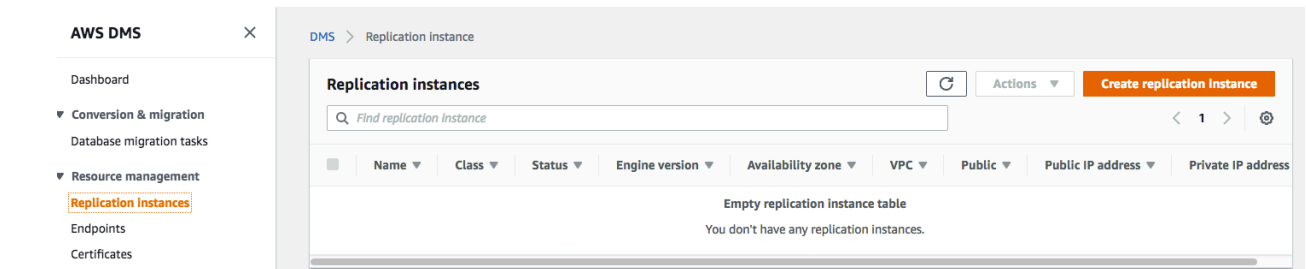 AWS DMS
Dashboard
Conversion & migration
Database migration tasks
Resource management
Replication instances
Endpoints
Certificates
DMS > Replication instance
Replication instances
Actions
Create replication instance
Find replication instance
< 1 >
Name Class Status Engine version Availability zone VPC Public Public IP address Private IP address
Empty replication instance table
You don't have any replication instances.